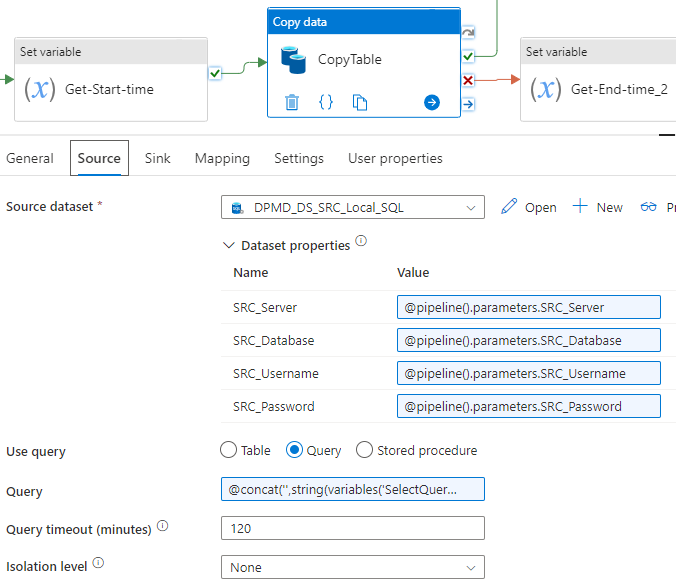 Copy data
Set variable
Get-Start-time
CopyTable
Set variable
Get-End-time_2
General
Source
Sink
Mapping
Settings
User properties
Source dataset *
DPMD_DS_SRC_Local_SQL
Open
New
Pr
Dataset properties
Name Value
SRC_Server @pipeline().parameters.SRC_Server
SRC_Database @pipeline().parameters.SRC_Database
SRC_Username @pipeline().parameters.SRC_Username
SRC_Password @pipeline().parameters.SRC_Password
Use query Table Query Stored procedure
Query @concat('',string(variables('SelectQuer...
Query timeout (minutes) 120
Isolation level None